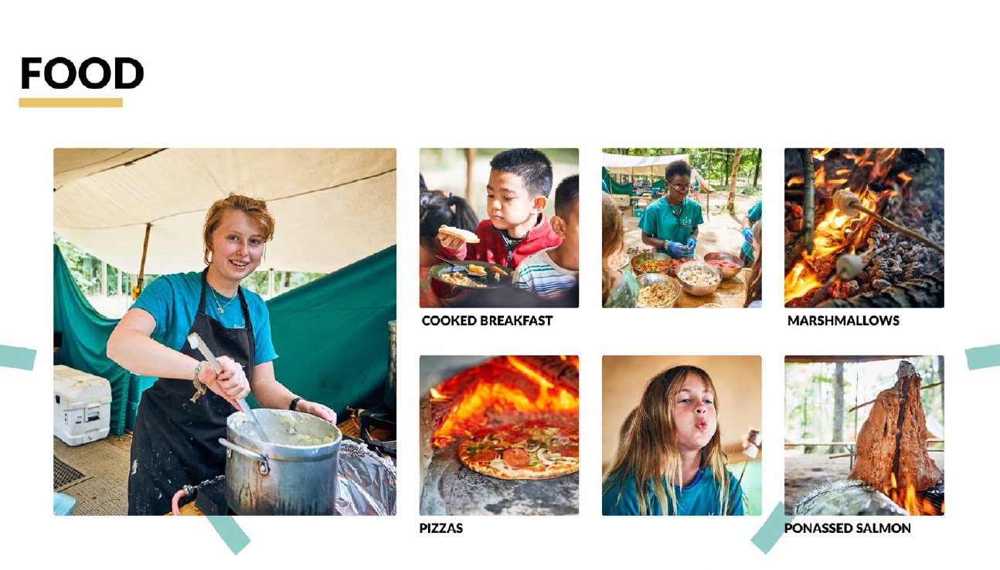 FOOD
COOKED BREAKFAST
MARSHMALLOWS
PIZZAS
PONASSED SALMON